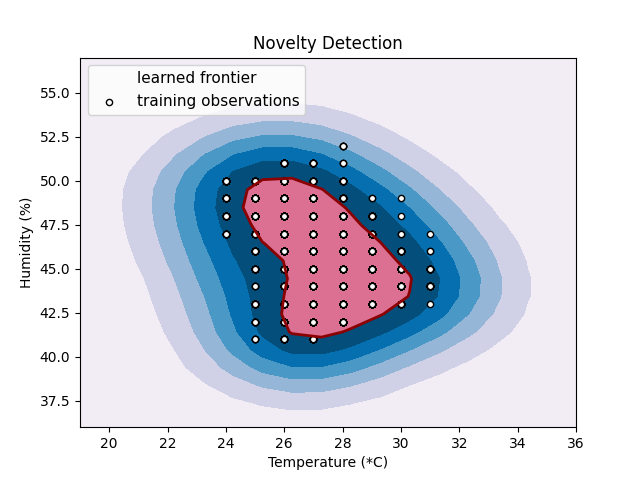 Novelty Detection
learned frontier
training observations
55.0
52.5
50.0
47.5
45.0
42.5
40.0
37.5
Humidity (%)
20 22 24 26 28 30 32 34 36
Temperature (*C)